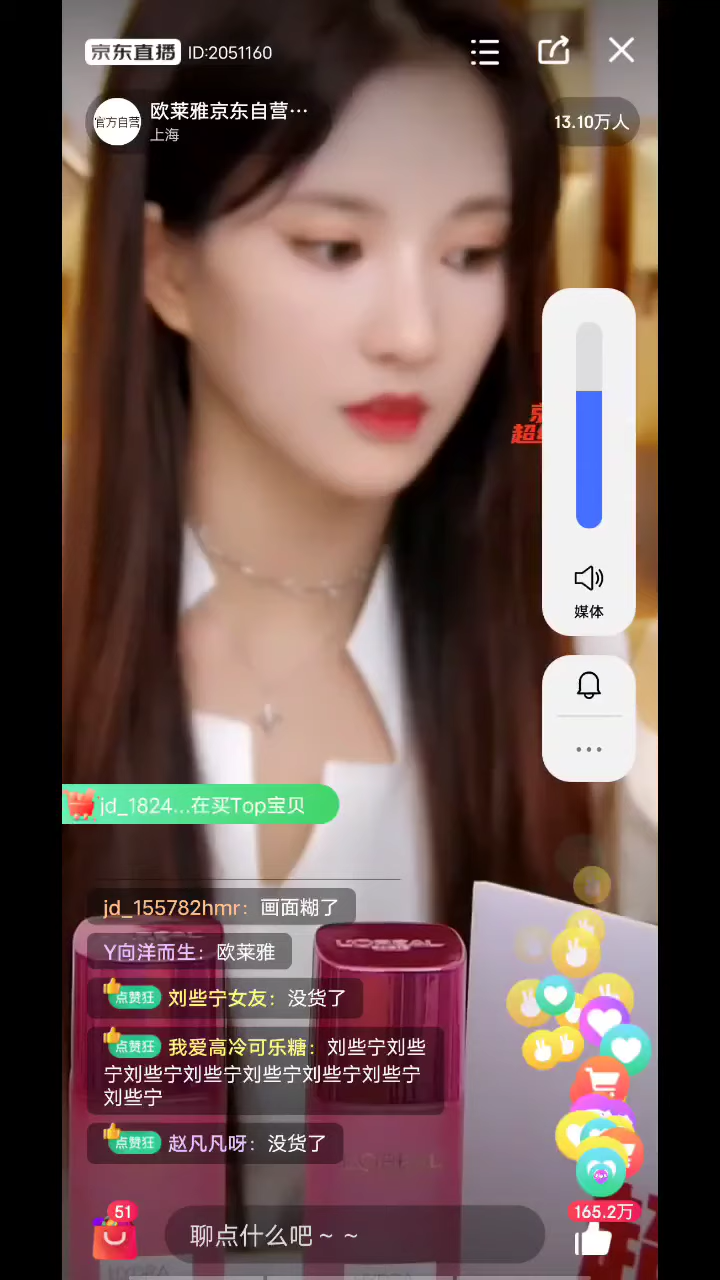 京东直播 ID:2051160
官方自营
欧莱雅京东自营…
上海
13.10万人
媒体
jd_1824...在买Top宝贝
jd_155782hmr：画面糊了
Y向洋而生：欧莱雅
点赞狂 刘些宁女友：没货了
点赞狂 我爱高冷可乐糖：刘些宁刘些
宁刘些宁刘些宁刘些宁刘些宁刘些宁
刘些宁
点赞狂 赵凡凡呀：没货了
L'OREAL
51
聊点什么吧~ ~
165.2万